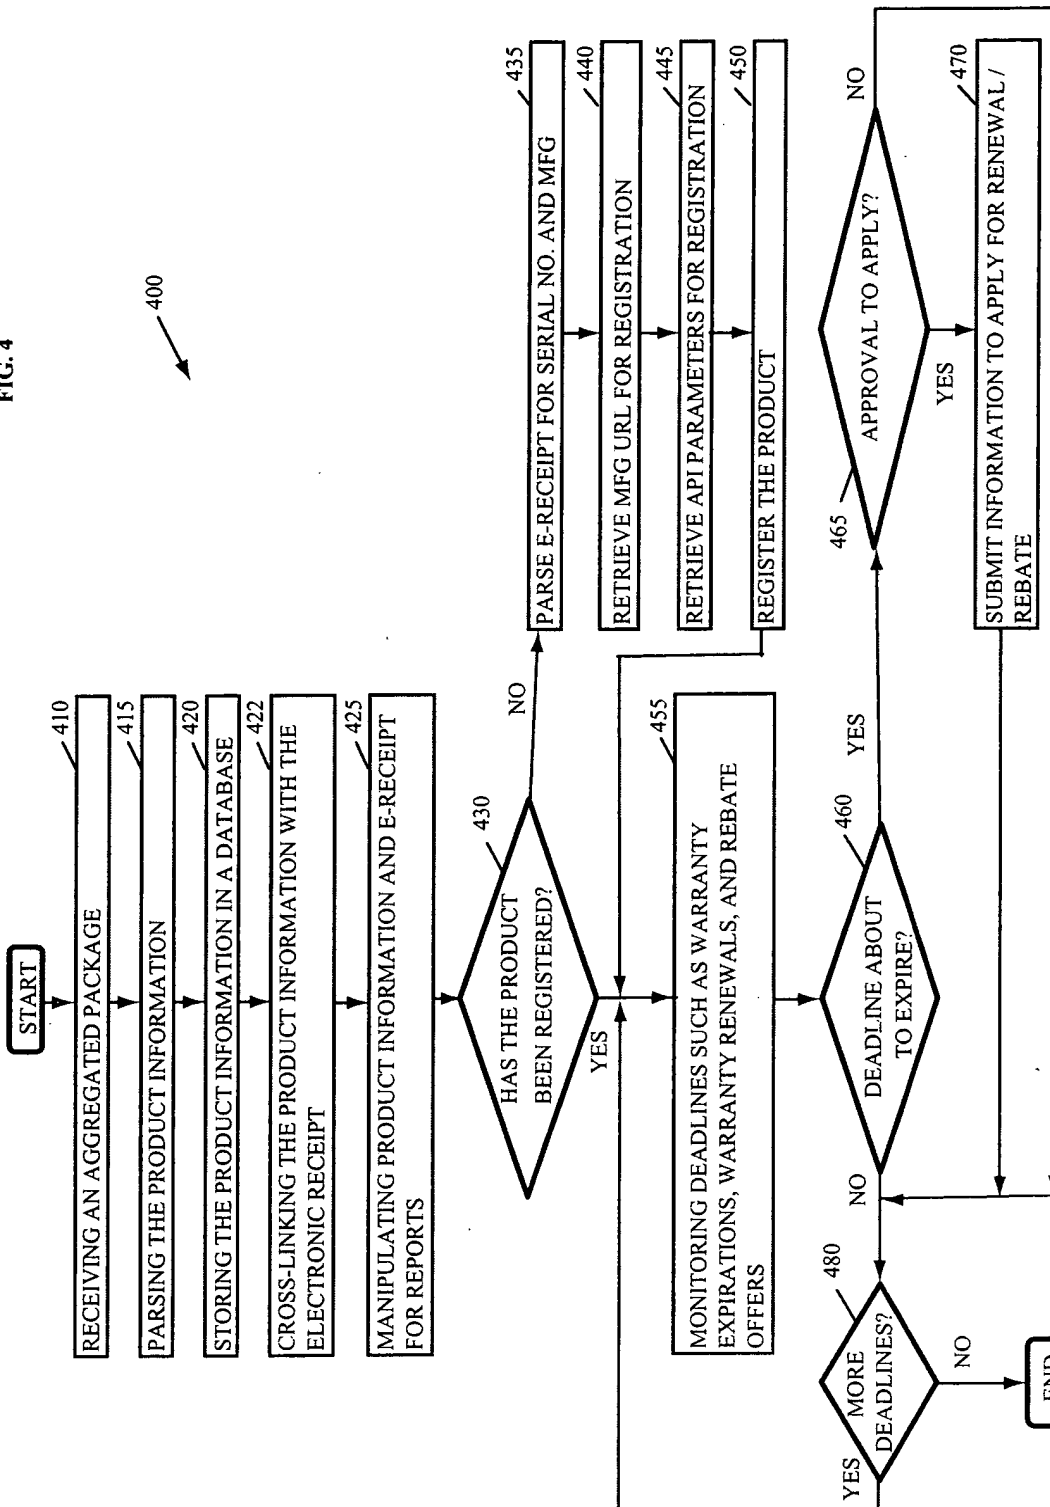 FIG. 4
400
START
410
RECEIVING AN AGGREGATED PACKAGE
415
PARSING THE PRODUCT INFORMATION
420
STORING THE PRODUCT INFORMATION IN A DATABASE
422
CROSS-LINKING THE PRODUCT INFORMATION WITH THE
ELECTRONIC RECEIPT
425
MANIPULATING PRODUCT INFORMATION AND E-RECEIPT
FOR REPORTS
430
HAS THE PRODUCT
BEEN REGISTERED?
NO
YES
435
PARSE E-RECEIPT FOR SERIAL NO. AND MFG
440
RETRIEVE MFG URL FOR REGISTRATION
445
RETRIEVE API PARAMETERS FOR REGISTRATION
450
REGISTER THE PRODUCT
455
MONITORING DEADLINES SUCH AS WARRANTY
EXPIRATIONS, WARRANTY RENEWALS, AND REBATE
OFFERS
460
DEADLINE ABOUT
TO EXPIRE?
YES
NO
465
APPROVAL TO APPLY?
NO
YES
470
SUBMIT INFORMATION TO APPLY FOR RENEWAL /
REBATE
480
MORE
DEADLINES?
YES
NO
END